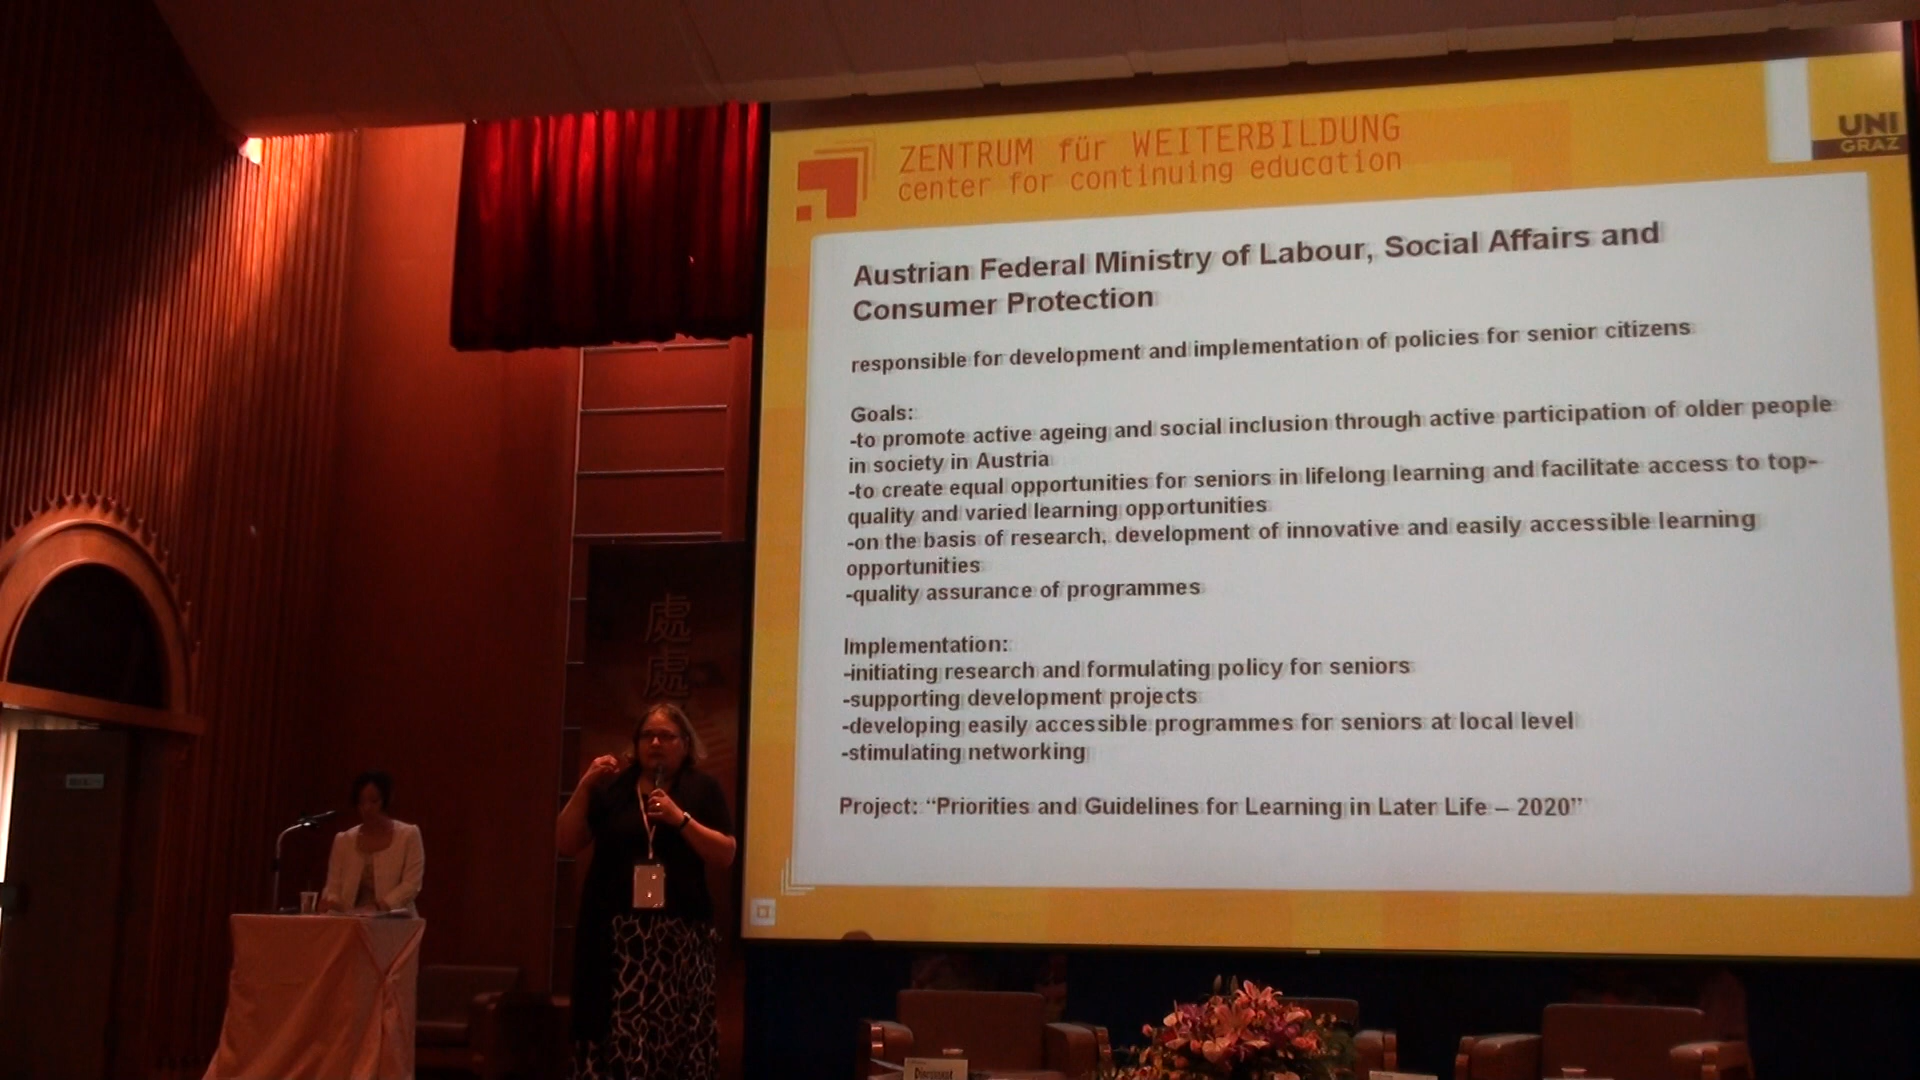 ZENTRUM für WEITERBILDUNG
center for continuing education
UNI
GRAZ
Austrian Federal Ministry of Labour, Social Affairs and
Consumer Protection
responsible for development and implementation of policies for senior citizens
Goals:
-to promote active ageing and social inclusion through active participation of older people
in society in Austria
-to create equal opportunities for seniors in lifelong learning and facilitate access to top-
quality and varied learning opportunities
-on the basis of research, development of innovative and easily accessible learning
opportunities
-quality assurance of programmes
Implementation:
-initiating research and formulating policy for seniors
-supporting development projects
-developing easily accessible programmes for seniors at local level
-stimulating networking
Project: “Priorities and Guidelines for Learning in Later Life – 2020”
處
處